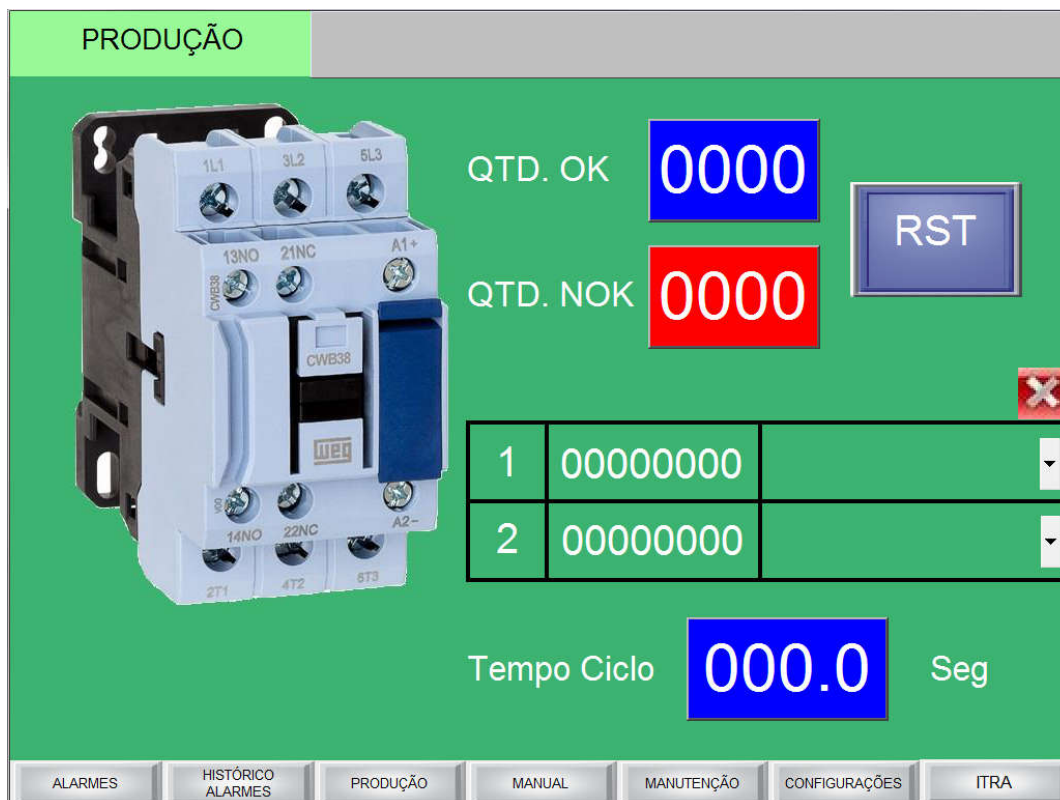 PRODUÇÃO
1L1 3L2 5L3
13NO 21NC A1+
CWB38
CWB38
WEG
14NO 22NC A2-
2T1 4T2 6T3
QTD. OK 0000
RST
QTD. NOK 0000
1 00000000
2 00000000
Tempo Ciclo 000.0 Seg
ALARMES
HISTÓRICO
ALARMES
PRODUÇÃO
MANUAL
MANUTENÇÃO
CONFIGURAÇÕES
ITRA